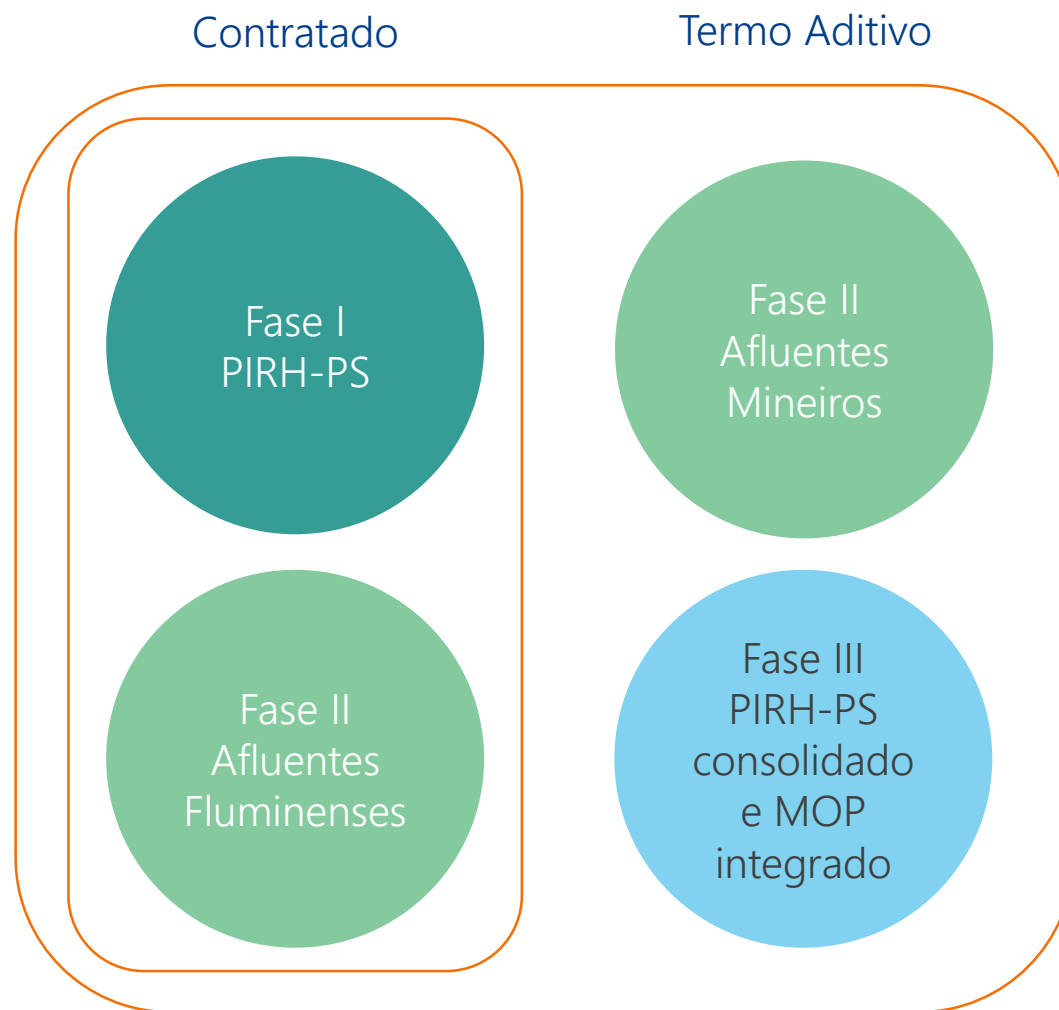 Contratado
Termo Aditivo
Fase I
PIRH-PS
Fase II
Afluentes
Mineiros
Fase II
Afluentes
Fluminenses
Fase III
PIRH-PS
consolidado
e MOP
integrado